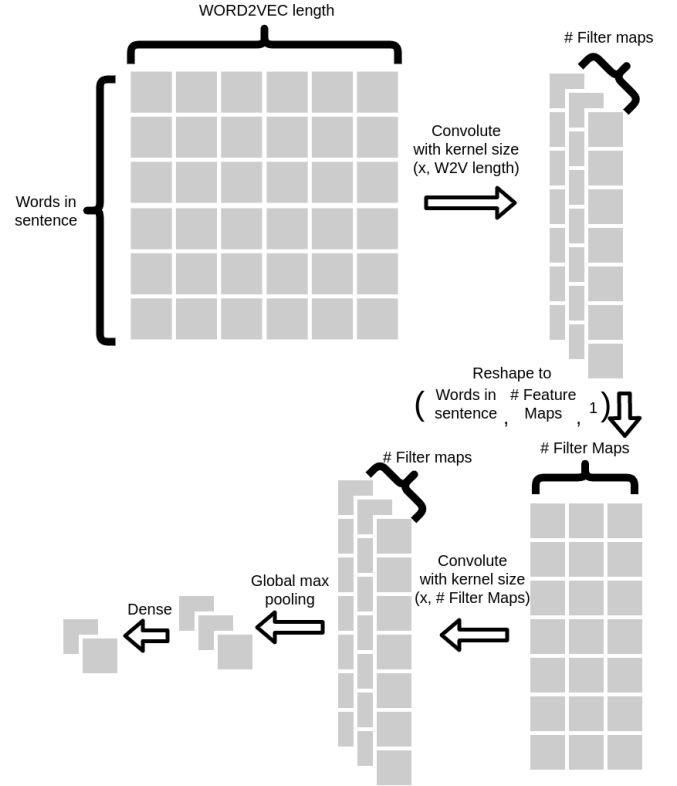 WORD2VEC length
# Filter maps
Words in
sentence
Convolute
with kernel size
(x, W2V length)
Reshape to
( Words in sentence , # Feature Maps , 1 )
# Filter Maps
# Filter maps
Convolute
with kernel size
(x, # Filter Maps)
Global max
pooling
Dense